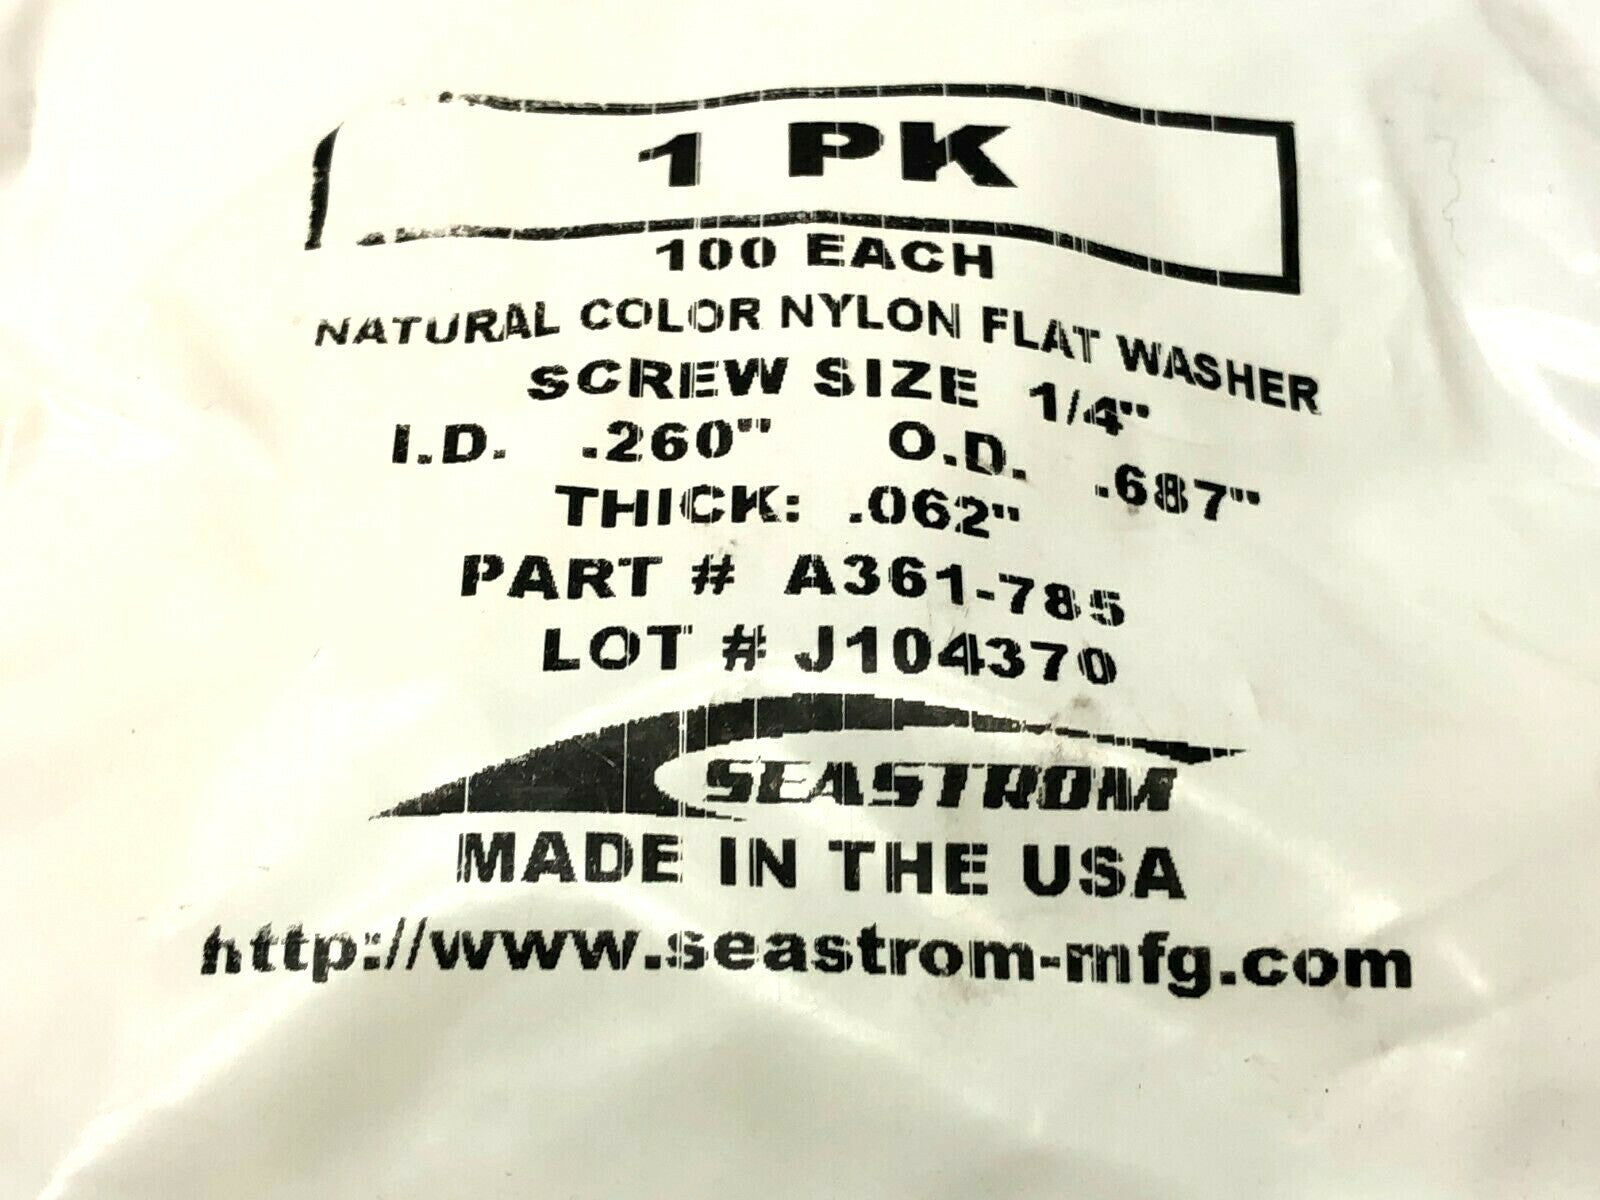 1 PK
100 EACH
NATURAL COLOR NYLON FLAT WASHER
SCREW SIZE 1/4"
I.D. .260" O.D. .687"
THICK: .062"
PART # A361-785
LOT # J104370
SEASTROM
MADE IN THE USA
http://www.seastrom-mfg.com